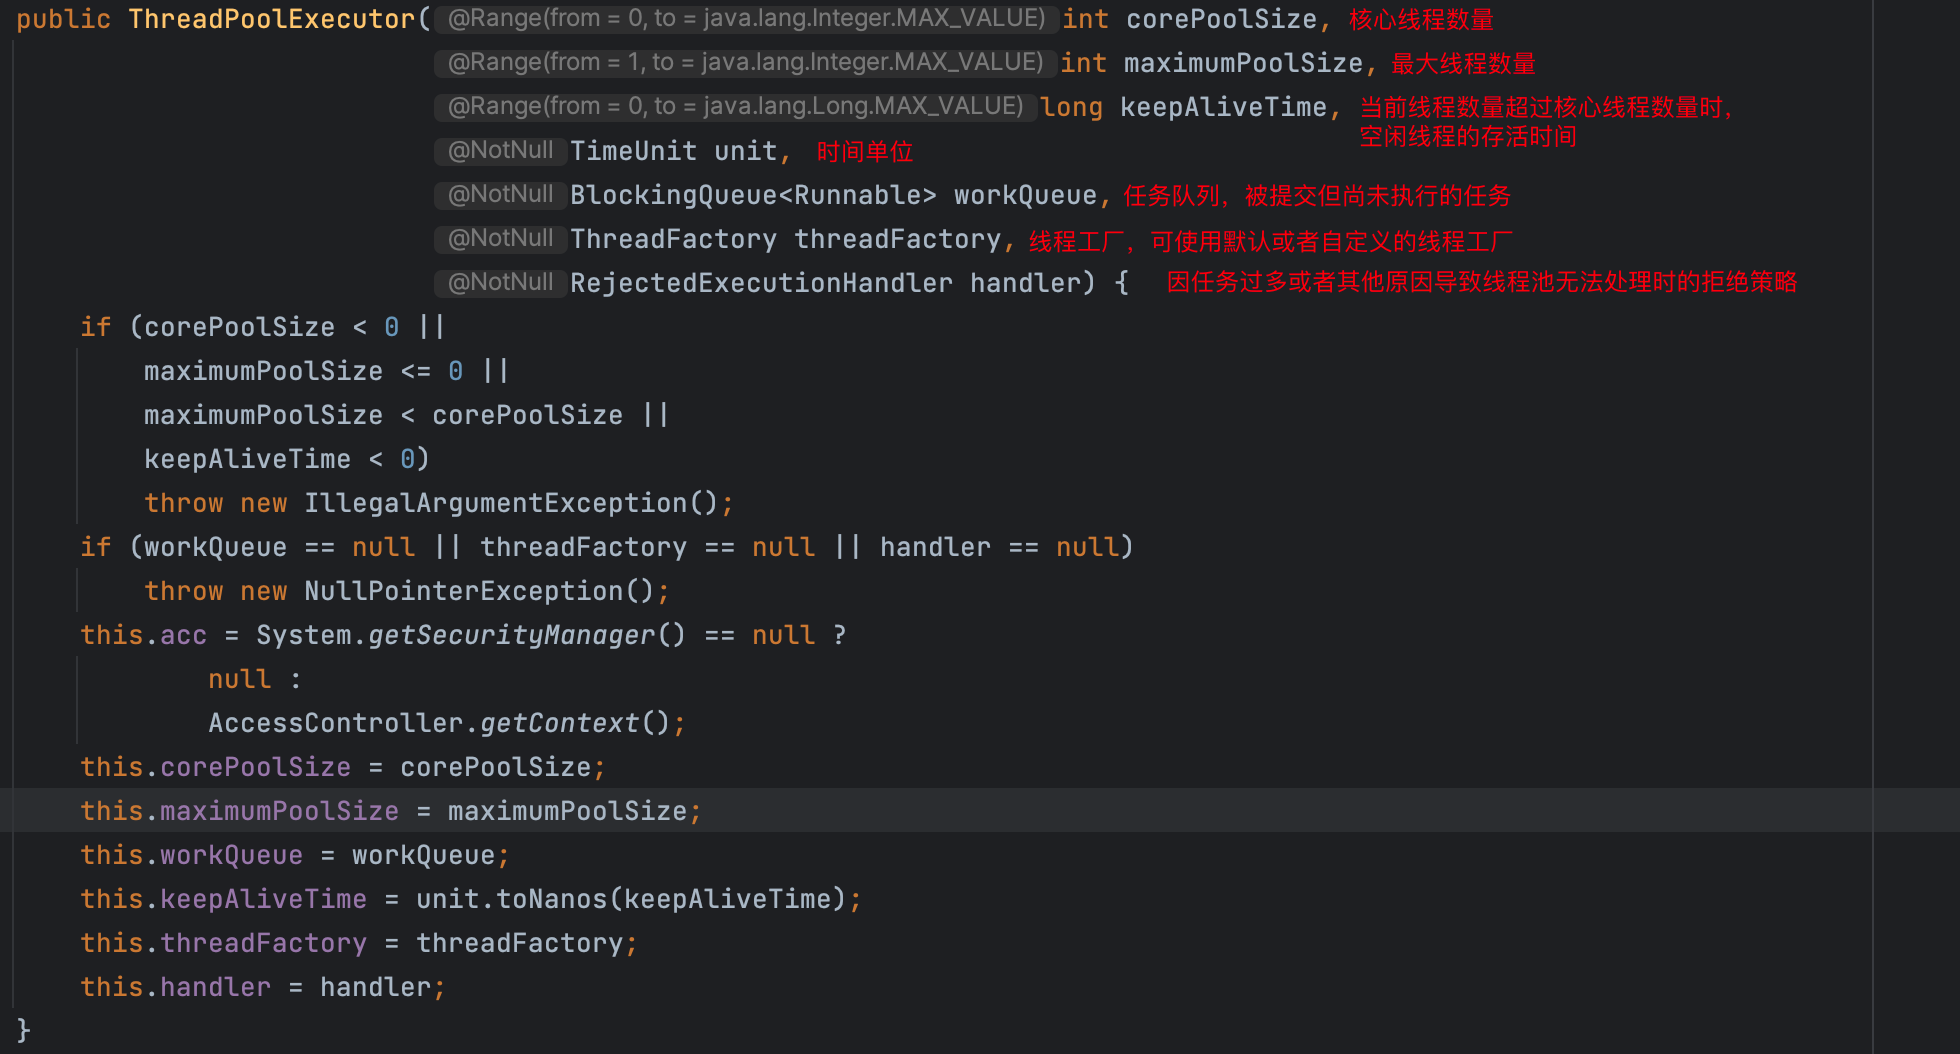 public ThreadPoolExecutor( @Range(from = 0, to = java.lang.Integer.MAX_VALUE) int corePoolSize, 核心线程数量
@Range(from = 1, to = java.lang.Integer.MAX_VALUE) int maximumPoolSize, 最大线程数量
@Range(from = 0, to = java.lang.Long.MAX_VALUE) long keepAliveTime, 当前线程数量超过核心线程数量时,
空闲线程的存活时间
@NotNull TimeUnit unit, 时间单位
@NotNull BlockingQueue<Runnable> workQueue, 任务队列，被提交但尚未执行的任务
@NotNull ThreadFactory threadFactory, 线程工厂，可使用默认或者自定义的线程工厂
@NotNull RejectedExecutionHandler handler) { 因任务过多或者其他原因导致线程池无法处理时的拒绝策略
if (corePoolSize < 0 ||
maximumPoolSize <= 0 ||
maximumPoolSize < corePoolSize ||
keepAliveTime < 0)
throw new IllegalArgumentException();
if (workQueue == null || threadFactory == null || handler == null)
throw new NullPointerException();
this.acc = System.getSecurityManager() == null ?
null :
AccessController.getContext();
this.corePoolSize = corePoolSize;
this.maximumPoolSize = maximumPoolSize;
this.workQueue = workQueue;
this.keepAliveTime = unit.toNanos(keepAliveTime);
this.threadFactory = threadFactory;
this.handler = handler;
}